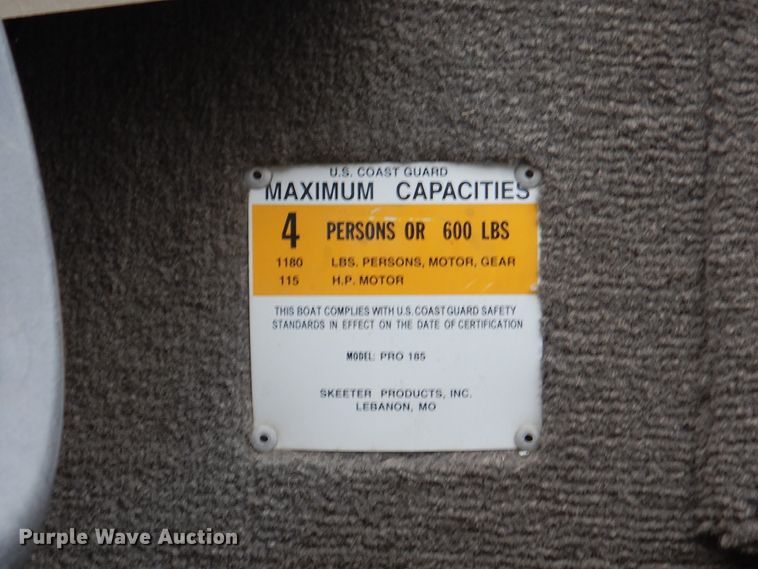 U.S. COAST GUARD
MAXIMUM CAPACITIES
4 PERSONS OR 600 LBS
1180 LBS. PERSONS, MOTOR, GEAR
115 H.P. MOTOR
THIS BOAT COMPLIES WITH U.S. COAST GUARD SAFETY
STANDARDS IN EFFECT ON THE DATE OF CERTIFICATION
MODEL: PRO 185
SKEETER PRODUCTS, INC.
LEBANON, MO
Purple Wave Auction®